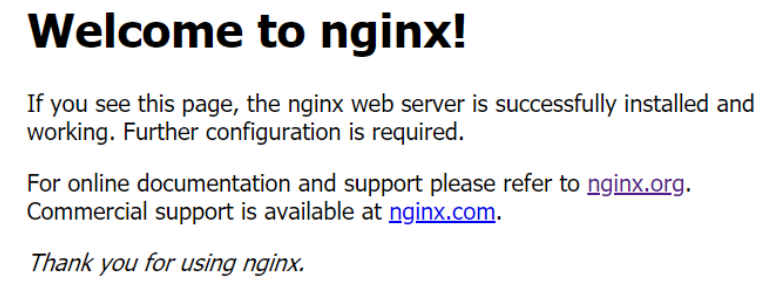 Welcome to nginx!
If you see this page, the nginx web server is successfully installed and
working. Further configuration is required.
For online documentation and support please refer to nginx.org.
Commercial support is available at nginx.com.
Thank you for using nginx.